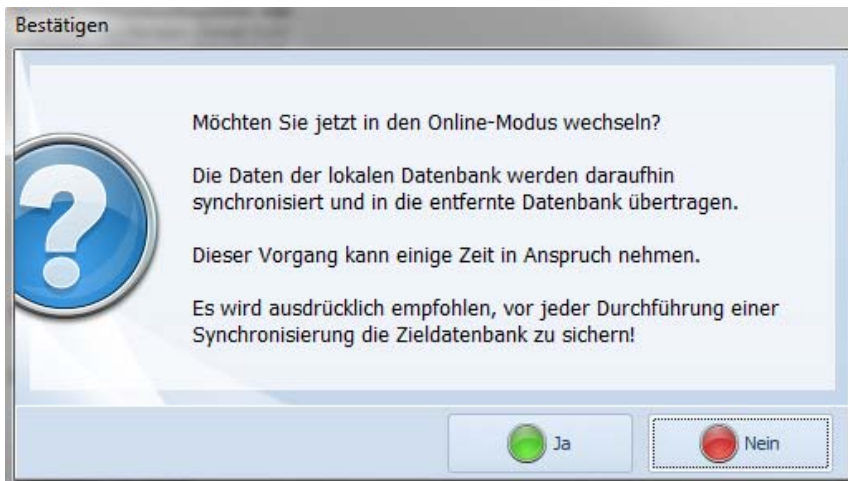 Bestätigen
Möchten Sie jetzt in den Online-Modus wechseln?
Die Daten der lokalen Datenbank werden daraufhin
synchronisiert und in die entfernte Datenbank übertragen.
Dieser Vorgang kann einige Zeit in Anspruch nehmen.
Es wird ausdrücklich empfohlen, vor jeder Durchführung einer
Synchronisierung die Zieldatenbank zu sichern!
Ja
Nein